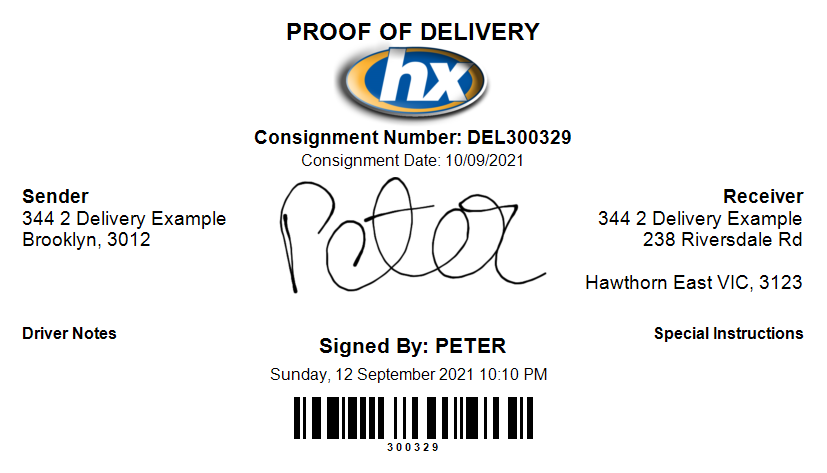 PROOF OF DELIVERY
hx
Consignment Number: DEL300329
Consignment Date: 10/09/2021
Sender
344 2 Delivery Example
Brooklyn, 3012
Peter
Receiver
344 2 Delivery Example
238 Riversdale Rd
Hawthorn East VIC, 3123
Driver Notes
Special Instructions
Signed By: PETER
Sunday, 12 September 2021 10:10 PM
300329